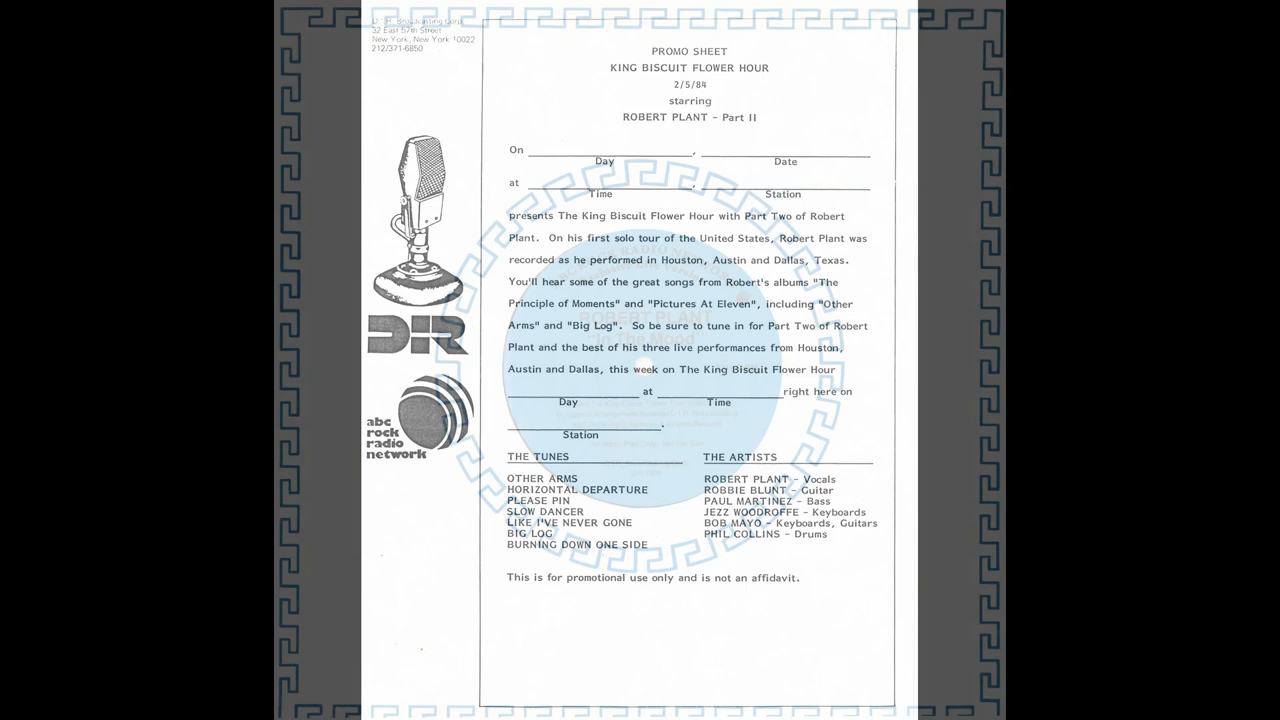 D.I.R. Broadcasting Corp.
32 East 57th Street
New York, New York 10022
212/371-6850
PROMO SHEET
KING BISCUIT FLOWER HOUR
2/5/84
starring
ROBERT PLANT - Part II
On ,
Day Date
at ,
Time Station
presents The King Biscuit Flower Hour with Part Two of Robert
Plant. On his first solo tour of the United States, Robert Plant was
recorded as he performed in Houston, Austin and Dallas, Texas.
You'll hear some of the great songs from Robert's albums "The
Principle of Moments" and "Pictures At Eleven", including "Other
Arms" and "Big Log". So be sure to tune in for Part Two of Robert
Plant and the best of his three live performances from Houston,
Austin and Dallas, this week on The King Biscuit Flower Hour
at right here on
Day Time
.
Station
THE TUNES
OTHER ARMS
HORIZONTAL DEPARTURE
PLEASE PIN
SLOW DANCER
LIKE I'VE NEVER GONE
BIG LOG
BURNING DOWN ONE SIDE
THE ARTISTS
ROBERT PLANT - Vocals
ROBBIE BLUNT - Guitar
PAUL MARTINEZ - Bass
JEZZ WOODROFFE - Keyboards
BOB MAYO - Keyboards, Guitars
PHIL COLLINS - Drums
This is for promotional use only and is not an affidavit.
DIR
abc
rock
radio
network
ROBERT PLANT
"In The Mood"